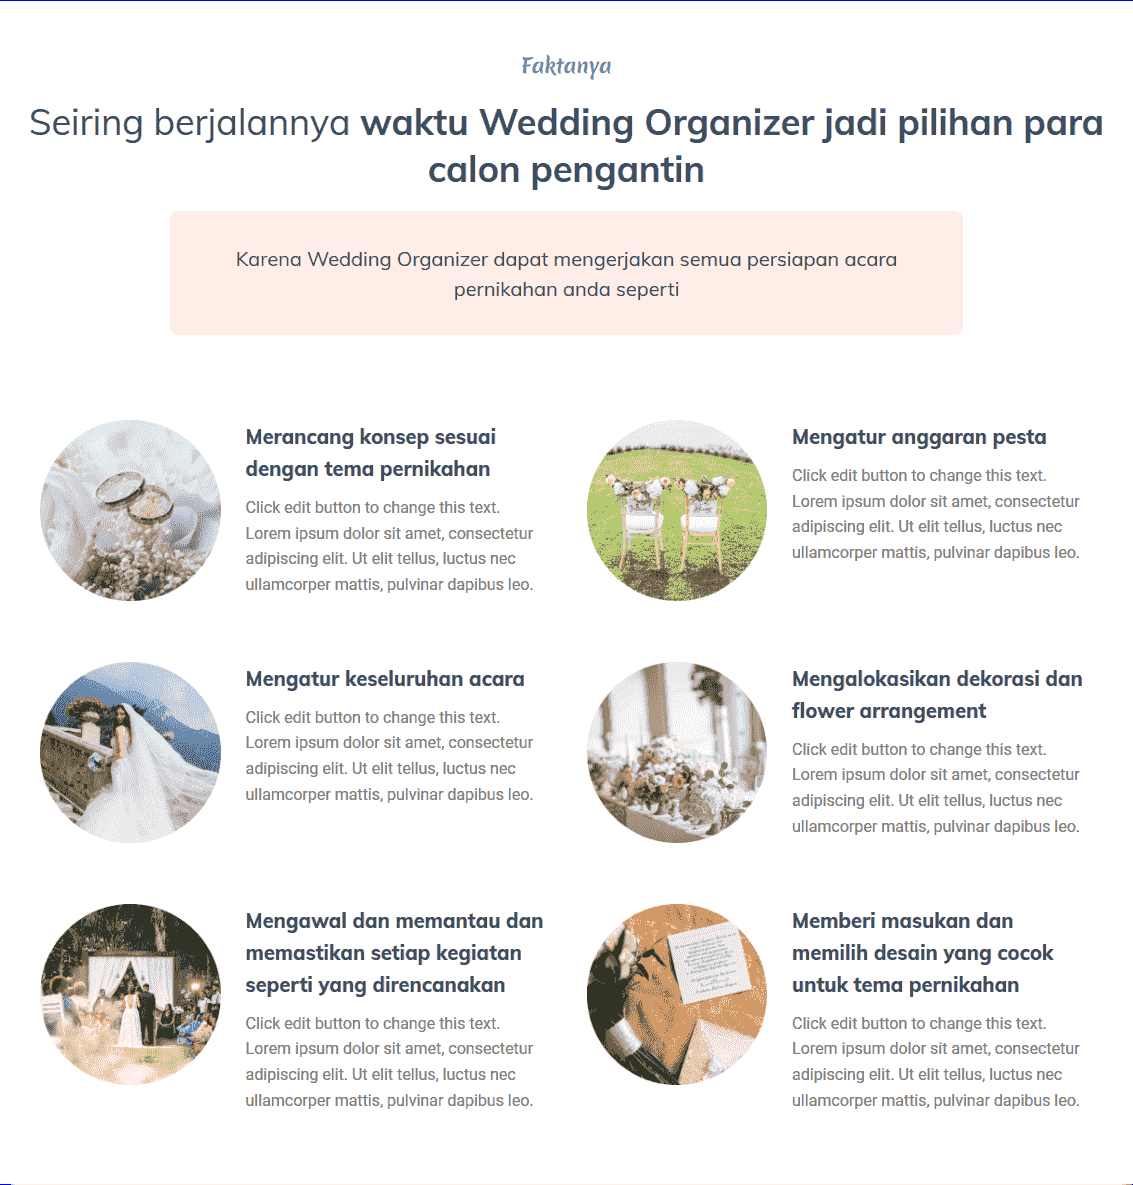 Faktanya
Seiring berjalannya waktu Wedding Organizer jadi pilihan para
calon pengantin
Karena Wedding Organizer dapat mengerjakan semua persiapan acara
pernikahan anda seperti
Merancang konsep sesuai
dengan tema pernikahan
Click edit button to change this text.
Lorem ipsum dolor sit amet, consectetur
adipiscing elit. Ut elit tellus, luctus nec
ullamcorper mattis, pulvinar dapibus leo.
Mengatur anggaran pesta
Click edit button to change this text.
Lorem ipsum dolor sit amet, consectetur
adipiscing elit. Ut elit tellus, luctus nec
ullamcorper mattis, pulvinar dapibus leo.
Mengatur keseluruhan acara
Click edit button to change this text.
Lorem ipsum dolor sit amet, consectetur
adipiscing elit. Ut elit tellus, luctus nec
ullamcorper mattis, pulvinar dapibus leo.
Mengalokasikan dekorasi dan
flower arrangement
Click edit button to change this text.
Lorem ipsum dolor sit amet, consectetur
adipiscing elit. Ut elit tellus, luctus nec
ullamcorper mattis, pulvinar dapibus leo.
Mengawal dan memantau dan
memastikan setiap kegiatan
seperti yang direncanakan
Click edit button to change this text.
Lorem ipsum dolor sit amet, consectetur
adipiscing elit. Ut elit tellus, luctus nec
ullamcorper mattis, pulvinar dapibus leo.
Memberi masukan dan
memilih desain yang cocok
untuk tema pernikahan
Click edit button to change this text.
Lorem ipsum dolor sit amet, consectetur
adipiscing elit. Ut elit tellus, luctus nec
ullamcorper mattis, pulvinar dapibus leo.